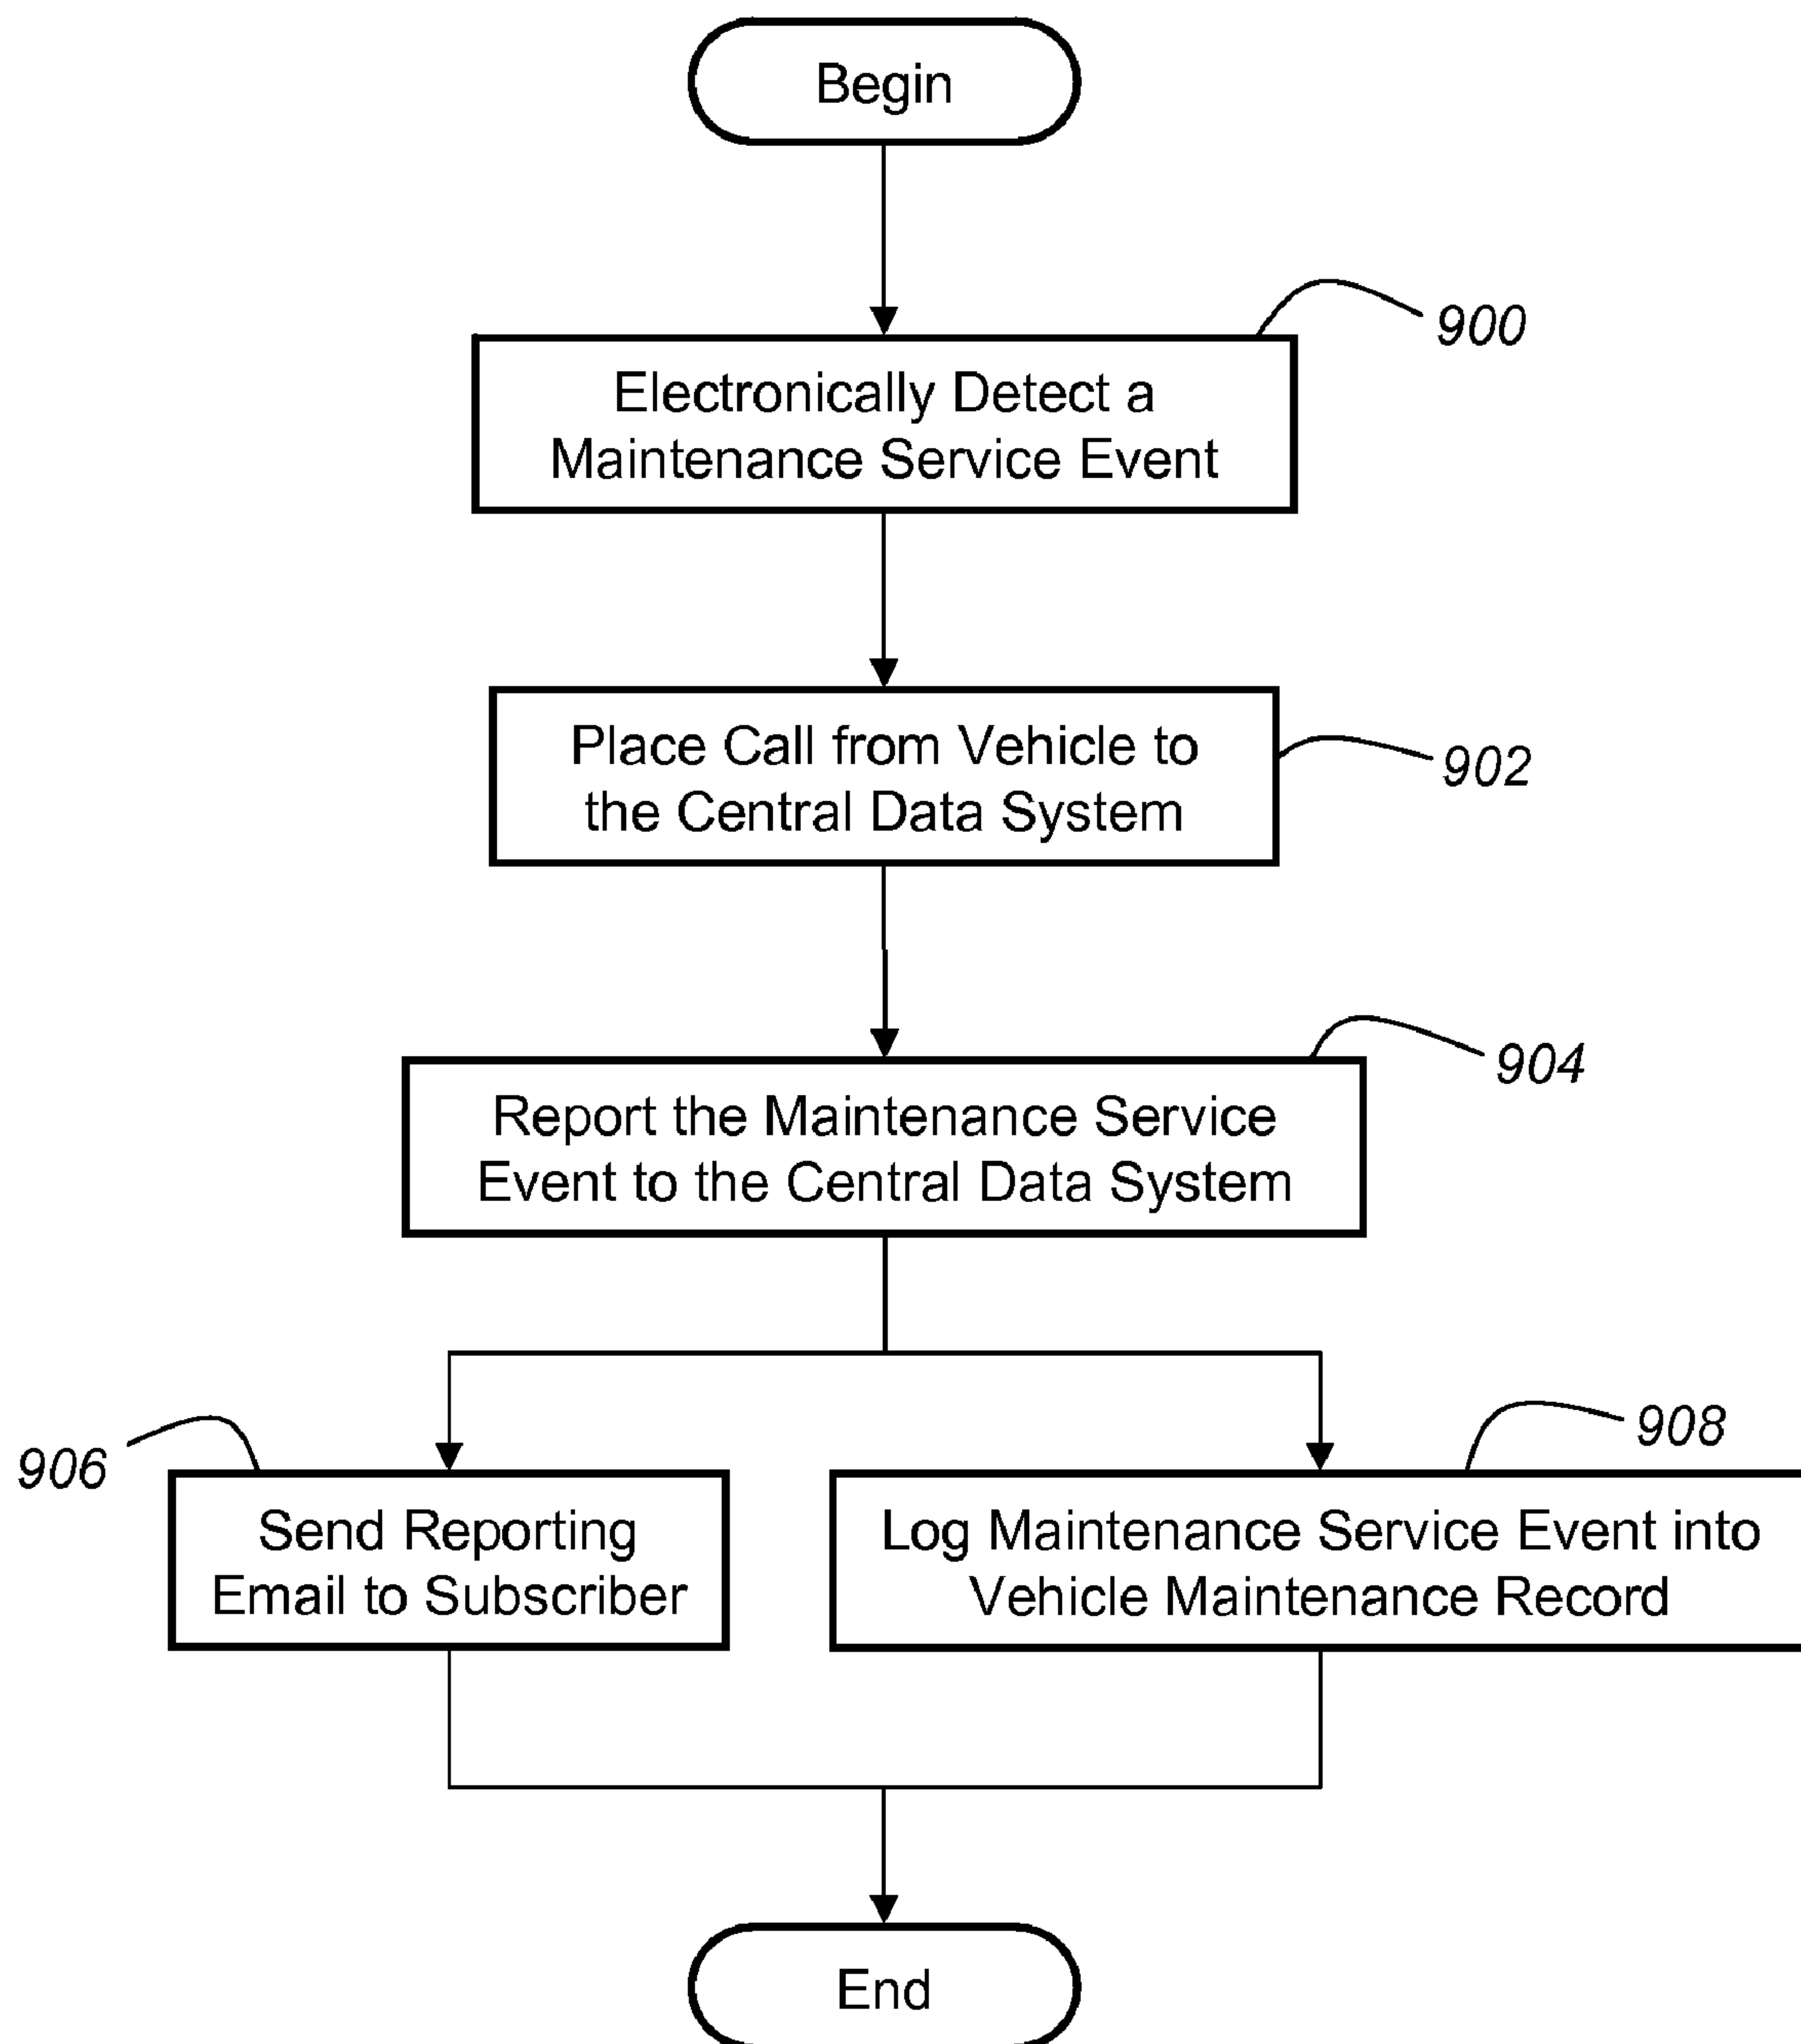 Begin
900
Electronically Detect a
Maintenance Service Event
902
Place Call from Vehicle to
the Central Data System
904
Report the Maintenance Service
Event to the Central Data System
906
Send Reporting
Email to Subscriber
908
Log Maintenance Service Event into
Vehicle Maintenance Record
End